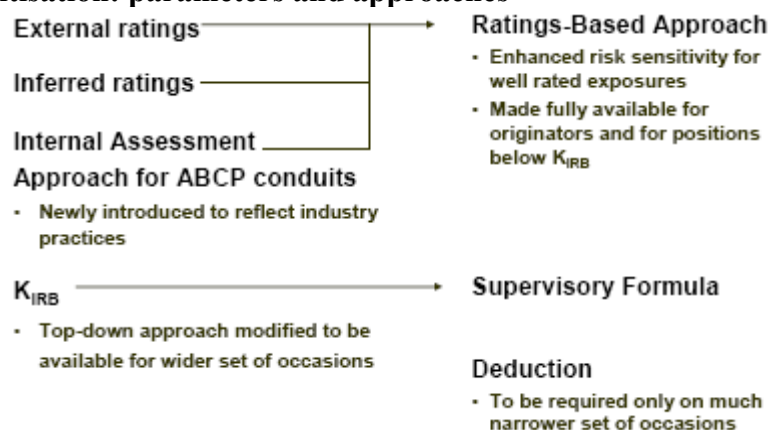 External ratings
Inferred ratings
Internal Assessment
Approach for ABCP conduits
- Newly introduced to reflect industry
practices
K_IRB
- Top-down approach modified to be
available for wider set of occasions
Ratings-Based Approach
- Enhanced risk sensitivity for
well rated exposures
- Made fully available for
originators and for positions
below K_IRB
Supervisory Formula
Deduction
- To be required only on much
narrower set of occasions